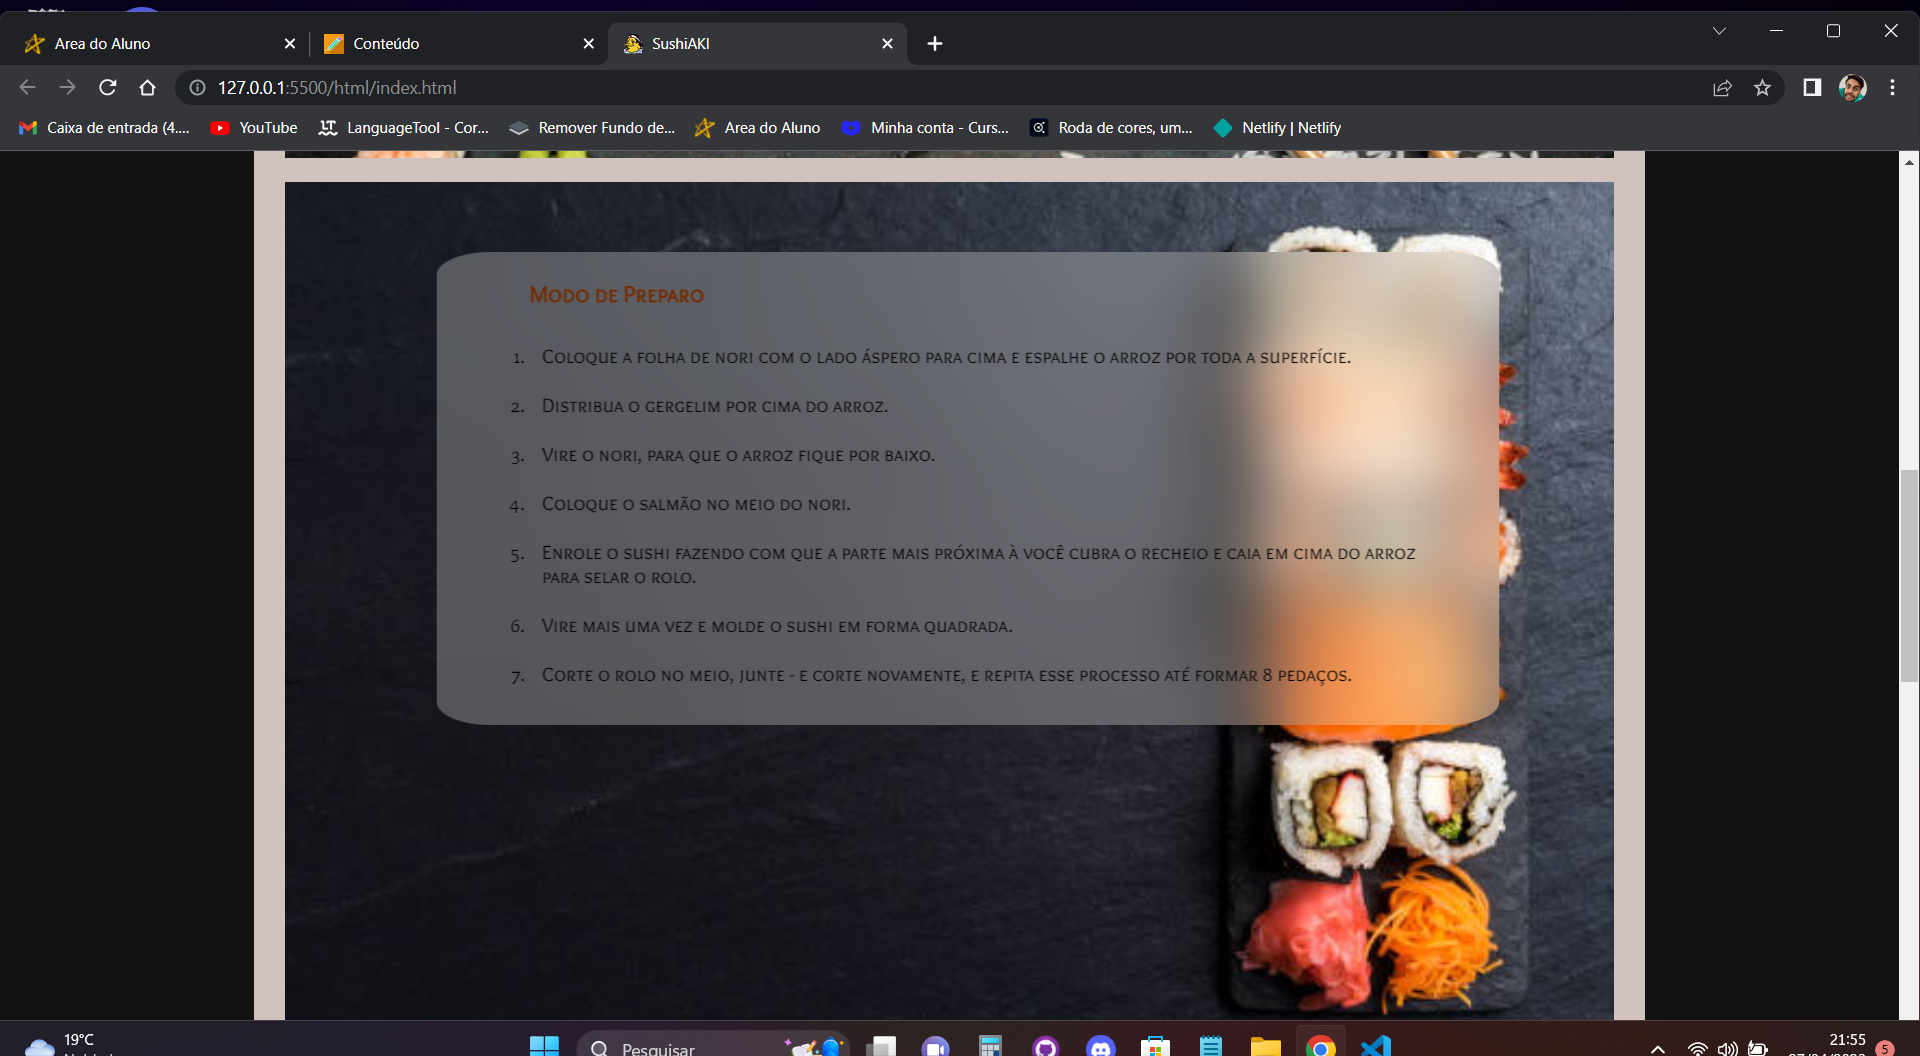 Area do Aluno
Conteúdo
SushiAKI
127.0.0.1:5500/html/index.html
Caixa de entrada (4....
YouTube
LanguageTool - Cor...
Remover Fundo de...
Area do Aluno
Minha conta - Curs...
Roda de cores, um...
Netlify | Netlify
Modo de Preparo
1. Coloque a folha de nori com o lado áspero para cima e espalhe o arroz por toda a superfície.
2. Distribua o gergelim por cima do arroz.
3. Vire o nori, para que o arroz fique por baixo.
4. Coloque o salmão no meio do nori.
5. Enrole o sushi fazendo com que a parte mais próxima à você cubra o recheio e caia em cima do arroz
para selar o rolo.
6. Vire mais uma vez e molde o sushi em forma quadrada.
7. Corte o rolo no meio, junte - e corte novamente, e repita esse processo até formar 8 pedaços.
19°C
Pesquisar
21:55
5